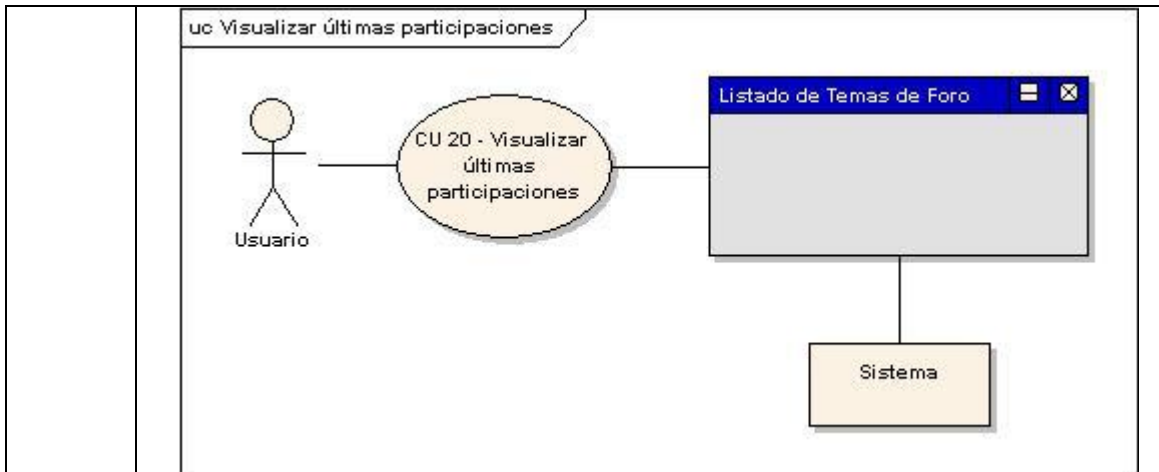 uc Visualizar últimas participaciones
Listado de Temas de Foro
CU 20 - Visualizar
últimas
participaciones
Usuario
Sistema